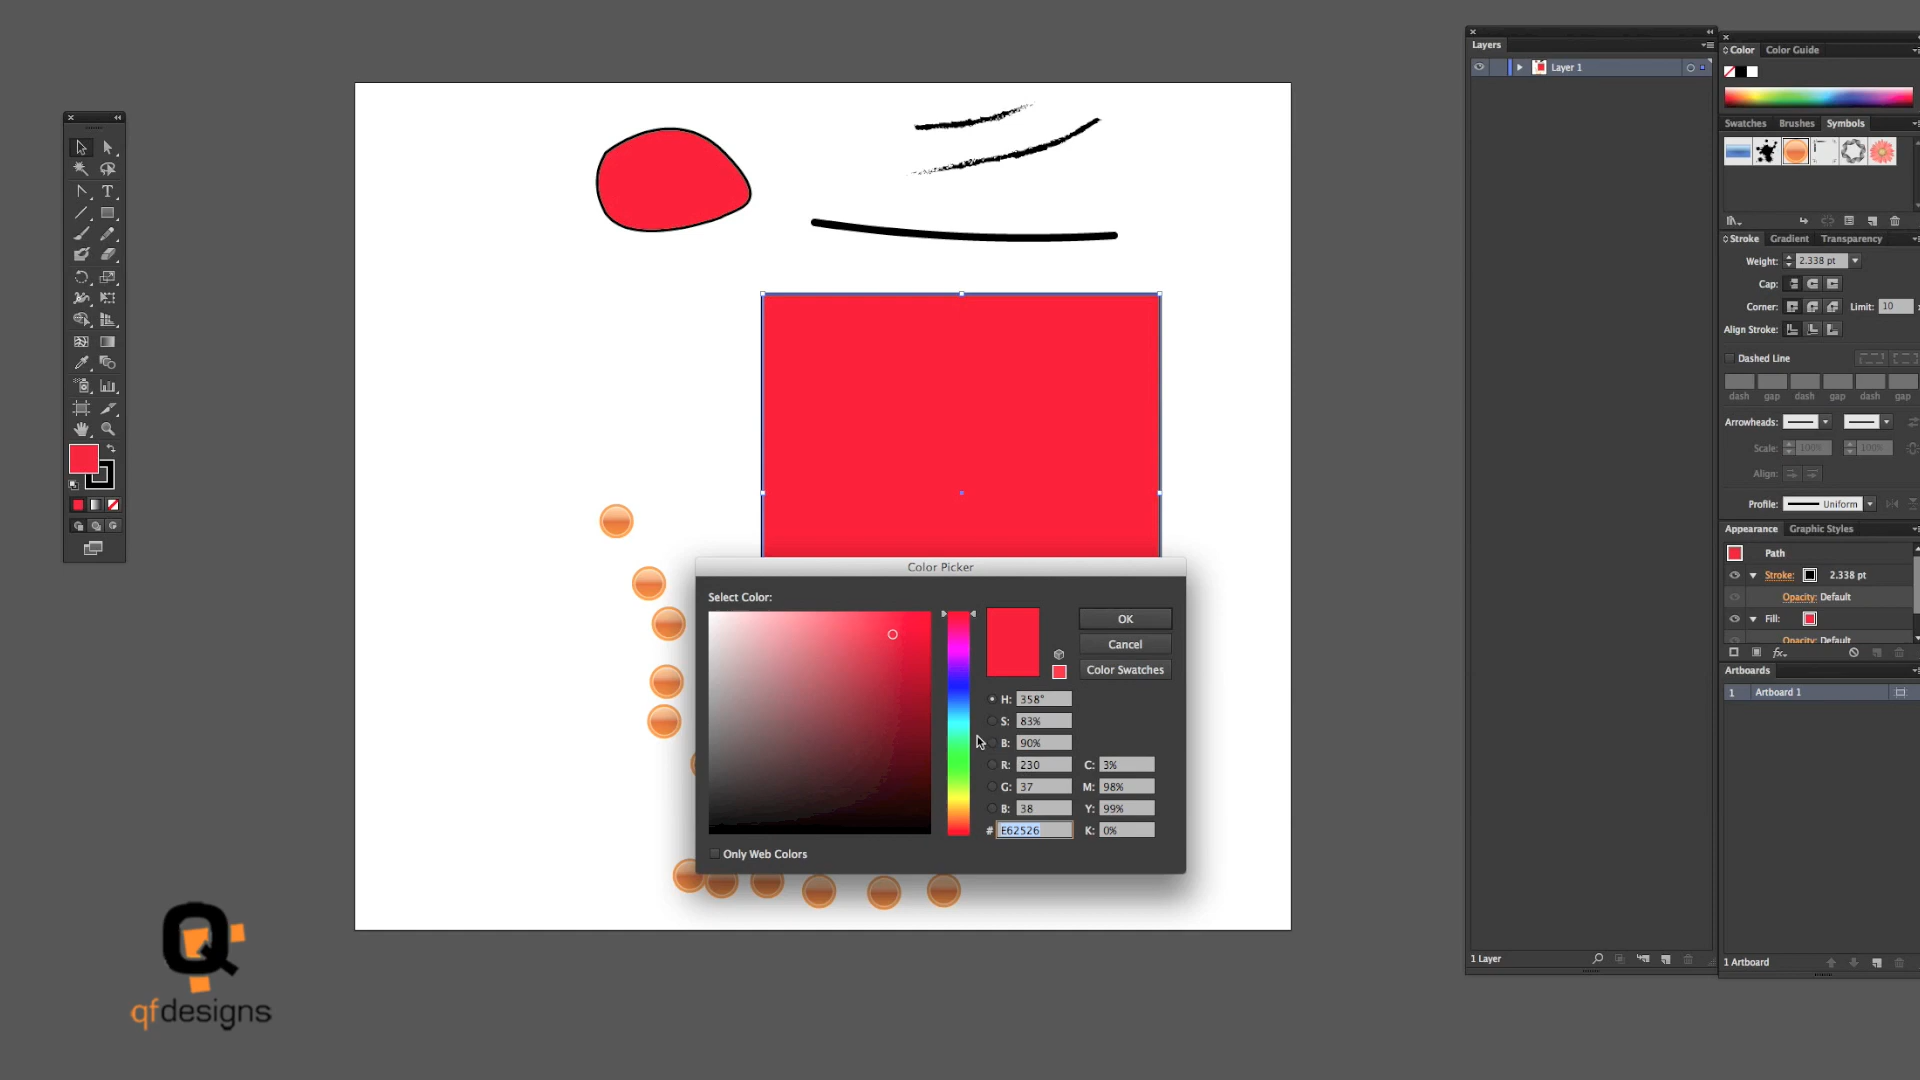 Layers
Layer 1
Color
Color Guide
Swatches
Brushes
Symbols
Stroke
Gradient
Transparency
Weight: 2.338 pt
Cap:
Corner:
Limit: 10
Align Stroke:
Dashed Line
dash gap dash gap dash gap
Arrowheads:
Scale: 100% 100%
Align:
Profile: Uniform
Appearance
Graphic Styles
Path
Stroke: 2.338 pt
Opacity: Default
Fill:
Opacity: Default
fx
Artboards
1 Artboard 1
1 Layer
1 Artboard
T
Color Picker
Select Color:
OK
Cancel
Color Swatches
H: 358°
S: 83%
B: 90%
R: 230
G: 37
B: 38
# E62526
C: 3%
M: 98%
Y: 99%
K: 0%
Only Web Colors
Q
qfdesigns